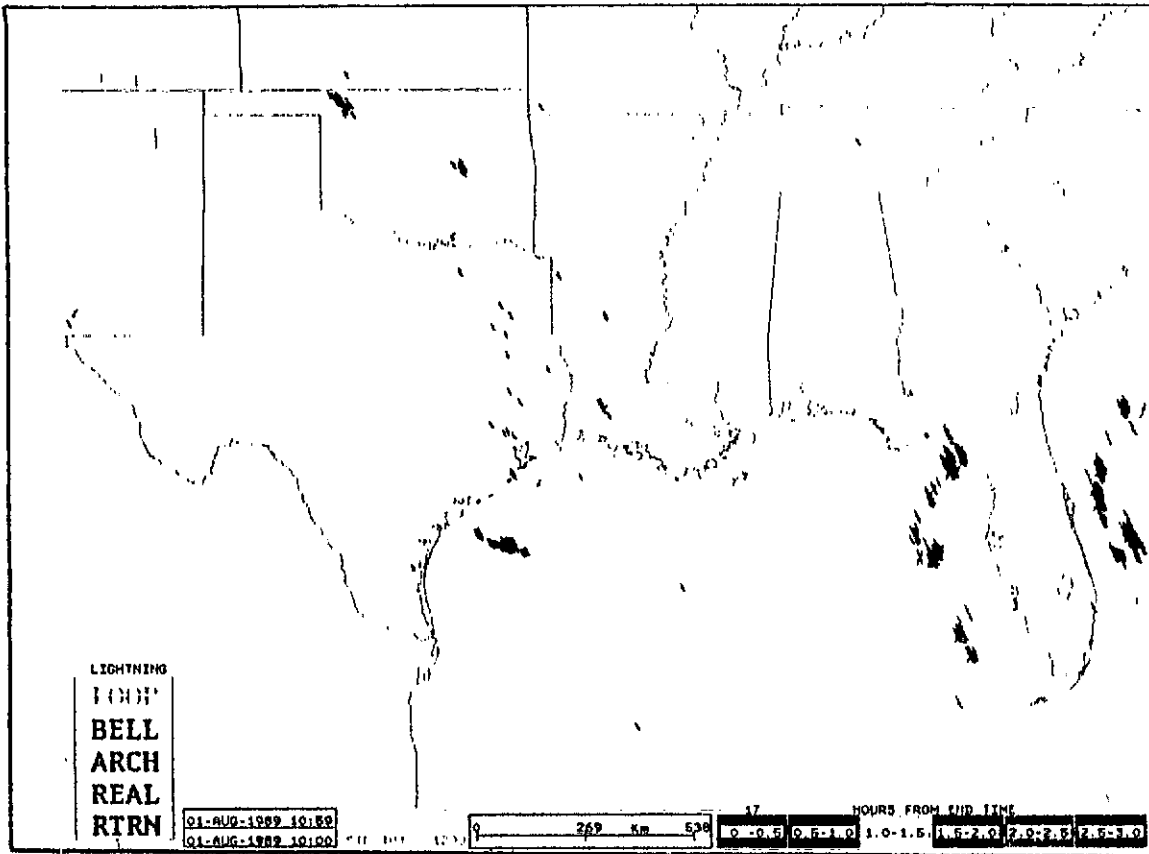 LIGHTNING
LOOP
BELL
ARCH
REAL
RTRN
01-AUG-1989 10:59
01-AUG-1989 10:00
0 269 Km 538
17 HOURS FROM END TIME
0 -0.5 0.5-1.0 1.0-1.5 1.5-2.0 2.0-2.5 2.5-3.0